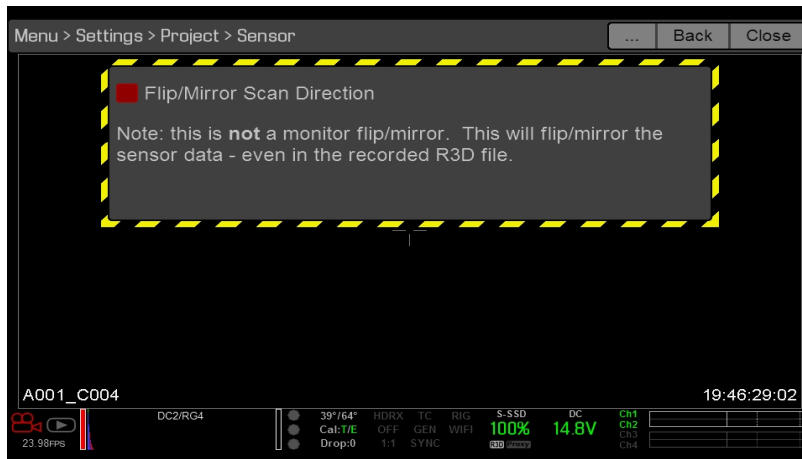 Menu > Settings > Project > Sensor ... Back Close
Flip/Mirror Scan Direction
Note: this is not a monitor flip/mirror. This will flip/mirror the
sensor data - even in the recorded R3D file.
A001_C004 19:46:29:02
DC2/RG4 39°/64° HDRX TC RIG S-SSD DC Ch1
Cal:T/E OFF GEN WIFI 100% 14.8V Ch2
23.98FPS Drop:0 1:1 SYNC R3D Proxy Ch3
Ch4